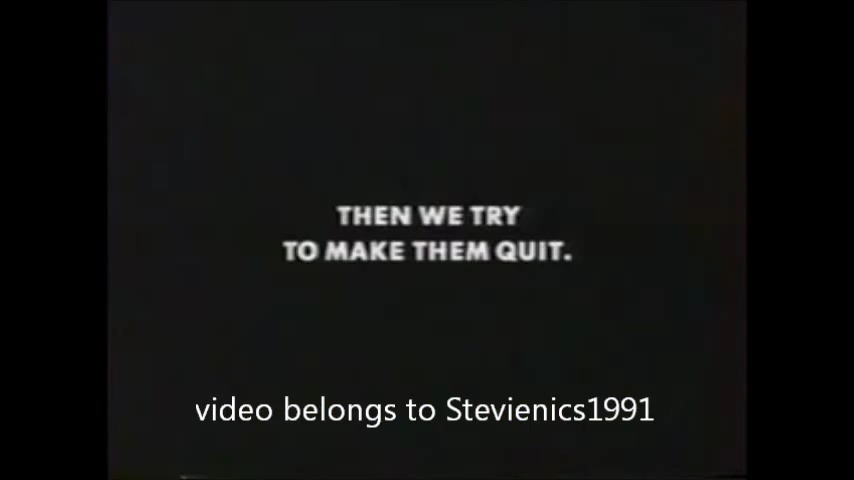 THEN WE TRY
TO MAKE THEM QUIT.
video belongs to Stevienics1991